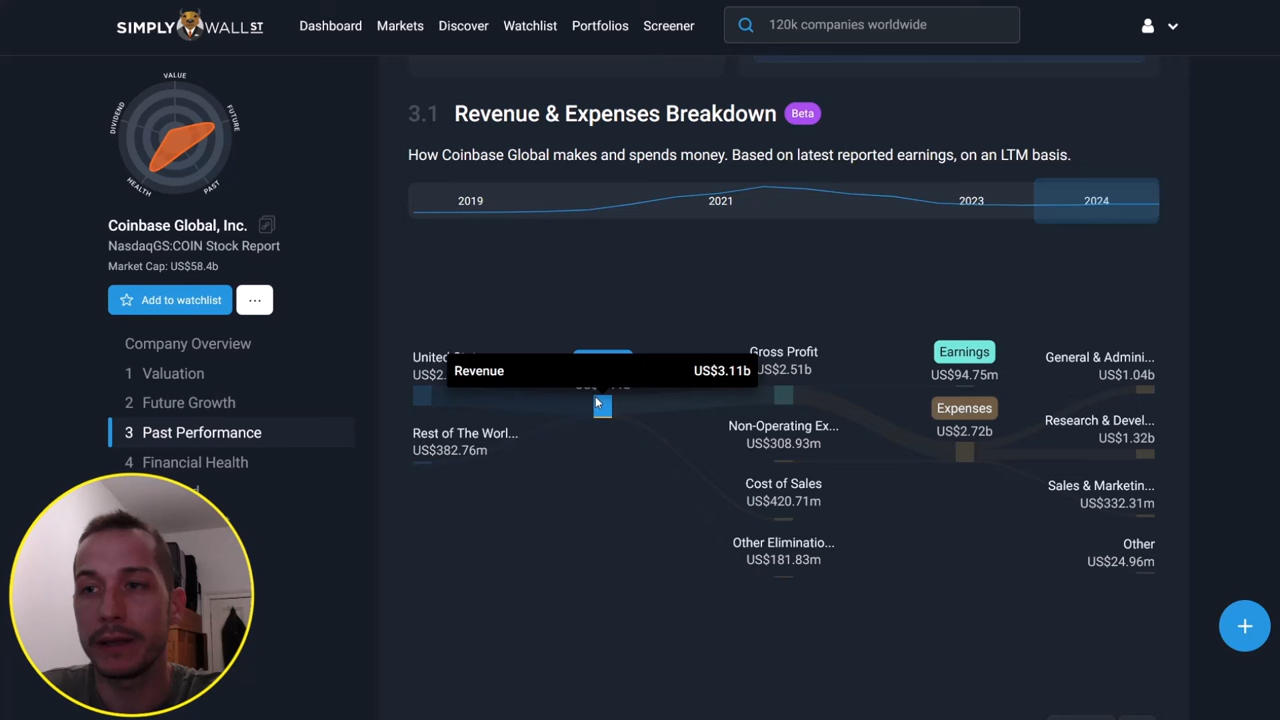 SIMPLY WALL ST
Dashboard
Markets
Discover
Watchlist
Portfolios
Screener
120k companies worldwide
VALUE
FUTURE
PAST
HEALTH
DIVIDEND
Coinbase Global, Inc.
NasdaqGS:COIN Stock Report
Market Cap: US$58.4b
Add to watchlist
...
Company Overview
1 Valuation
2 Future Growth
3 Past Performance
4 Financial Health
3.1 Revenue & Expenses Breakdown Beta
How Coinbase Global makes and spends money. Based on latest reported earnings, on an LTM basis.
2019
2021
2023
2024
Revenue US$3.11b
Rest of The Worl...
US$382.76m
Gross Profit
US$2.51b
Non-Operating Ex...
US$308.93m
Cost of Sales
US$420.71m
Other Eliminatio...
US$181.83m
Earnings
US$94.75m
Expenses
US$2.72b
General & Admini...
US$1.04b
Research & Devel...
US$1.32b
Sales & Marketin...
US$332.31m
Other
US$24.96m